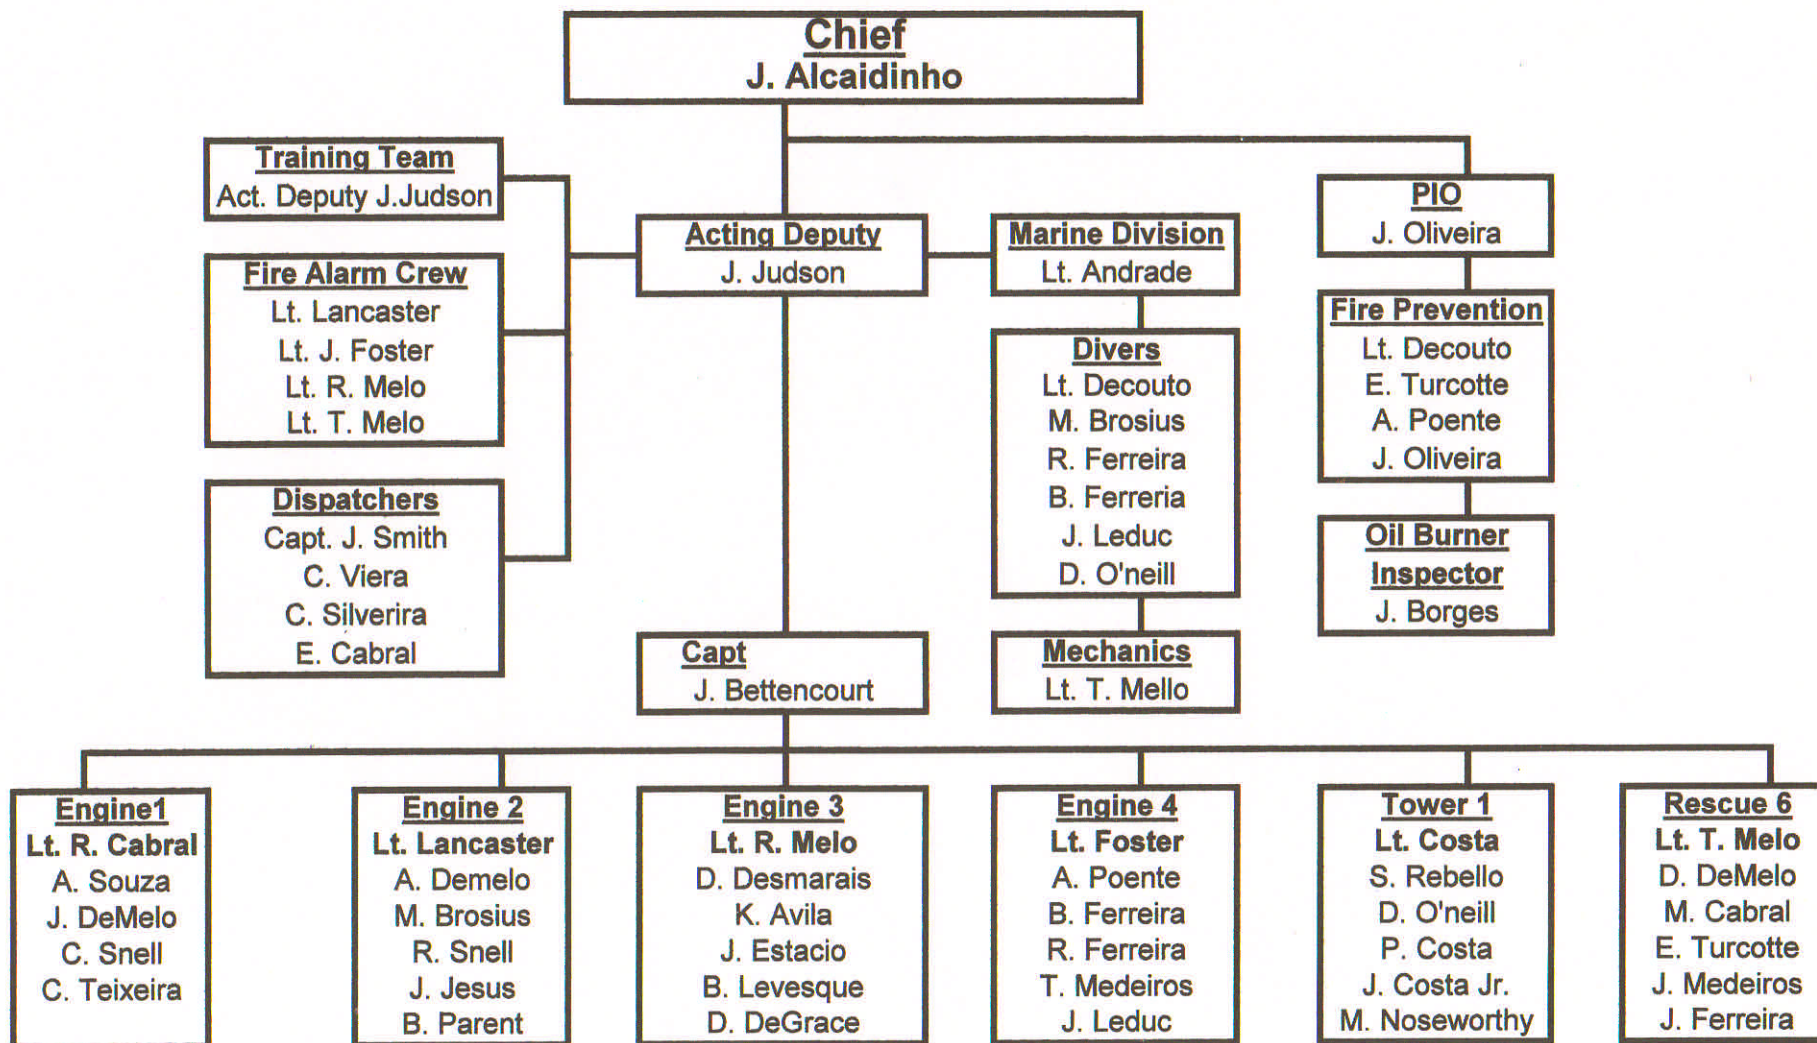 Chief
J. Alcaidinho
Training Team
Act. Deputy J.Judson
Fire Alarm Crew
Lt. Lancaster
Lt. J. Foster
Lt. R. Melo
Lt. T. Melo
Dispatchers
Capt. J. Smith
C. Viera
C. Silverira
E. Cabral
Acting Deputy
J. Judson
Marine Division
Lt. Andrade
Divers
Lt. Decouto
M. Brosius
R. Ferreira
B. Ferreria
J. Leduc
D. O'neill
Mechanics
Lt. T. Mello
PIO
J. Oliveira
Fire Prevention
Lt. Decouto
E. Turcotte
A. Poente
J. Oliveira
Oil Burner
Inspector
J. Borges
Capt
J. Bettencourt
Engine1
Lt. R. Cabral
A. Souza
J. DeMelo
C. Snell
C. Teixeira
Engine 2
Lt. Lancaster
A. Demelo
M. Brosius
R. Snell
J. Jesus
B. Parent
Engine 3
Lt. R. Melo
D. Desmarais
K. Avila
J. Estacio
B. Levesque
D. DeGrace
Engine 4
Lt. Foster
A. Poente
B. Ferreira
R. Ferreira
T. Medeiros
J. Leduc
Tower 1
Lt. Costa
S. Rebello
D. O'neill
P. Costa
J. Costa Jr.
M. Noseworthy
Rescue 6
Lt. T. Melo
D. DeMelo
M. Cabral
E. Turcotte
J. Medeiros
J. Ferreira